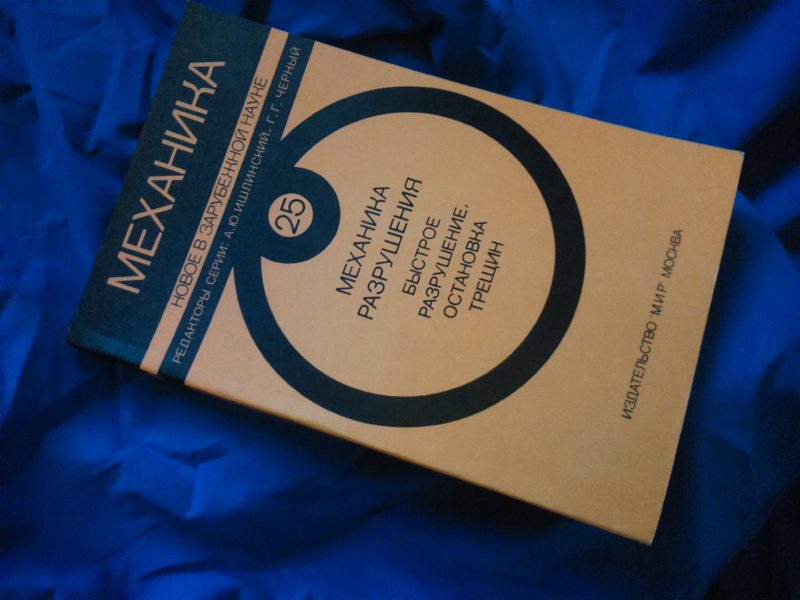 МЕХАНИКА
НОВОЕ В ЗАРУБЕЖНОЙ НАУКЕ
РЕДАКТОРЫ СЕРИИ: А.Ю.ИШЛИНСКИЙ, Г.Г.ЧЕРНЫЙ
25
МЕХАНИКА
РАЗРУШЕНИЯ
БЫСТРОЕ
РАЗРУШЕНИЕ,
ОСТАНОВКА
ТРЕЩИН
ИЗДАТЕЛЬСТВО "МИР" МОСКВА